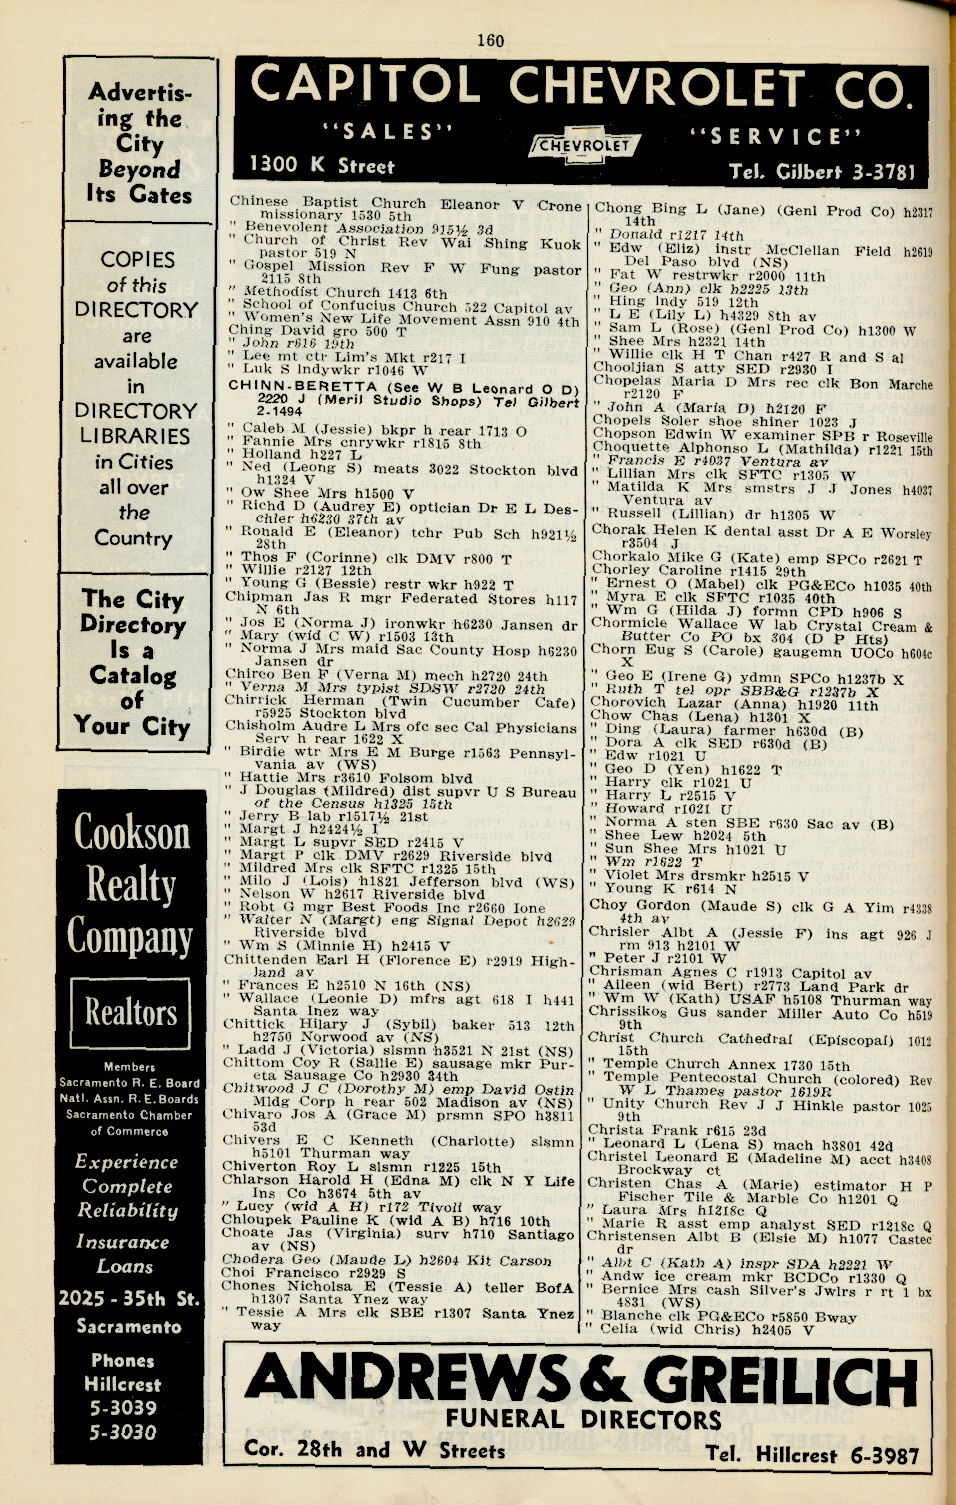 160
Advertis-
ing the
City
Beyond
Its Gates
COPIES
of this
DIRECTORY
are
available
in
DIRECTORY
LIBRARIES
in Cities
all over
the
Country
The City
Directory
Is a
Catalog
of
Your City
Cookson
Realty
Company
Realtors
Members
Sacramento R. E. Board
Natl. Assn. R. E. Boards
Sacramento Chamber
of Commerce
Experience
Complete
Reliability
Insurance
Loans
2025 - 35th St.
Sacramento
Phones
Hillcrest
5-3039
5-3030
CAPITOL CHEVROLET CO.
"SALES"
CHEVROLET
"SERVICE"
1300 K Street
Tel. Gilbert 3-3781
Chinese Baptist Church Eleanor V Crone
missionary 1530 5th
" Benevolent Association 915½ 3d
" Church of Christ Rev Wai Shing Kuok
pastor 519 N
" Gospel Mission Rev F W Fung pastor
2115 8th
" Methodist Church 1413 6th
" School of Confucius Church 522 Capitol av
" Women's New Life Movement Assn 910 4th
Ching David gro 500 T
" John r616 19th
" Lee mt ctr Lim's Mkt r217 I
" Luk S lndywkr r1046 W
CHINN-BERETTA (See W B Leonard O D)
2220 J (Meril Studio Shops) Tel Gilbert
2-1494
" Caleb M (Jessie) bkpr h rear 1713 O
" Fannie Mrs cnrywkr r1815 8th
" Holland h227 L
" Ned (Leong S) meats 3022 Stockton blvd
h1324 V
" Ow Shee Mrs h1500 V
" Richd D (Audrey E) optician Dr E L Des-
chler h6230 37th av
" Ronald E (Eleanor) tchr Pub Sch h921½
28th
" Thos F (Corinne) clk DMV r800 T
" Willie r2127 12th
" Young G (Bessie) restr wkr h922 T
Chipman Jas R mgr Federated Stores h117
N 6th
" Jos E (Norma J) ironwkr h6230 Jansen dr
" Mary (wid C W) r1503 13th
" Norma J Mrs maid Sac County Hosp h6230
Jansen dr
Chirco Ben F (Verna M) mech h2720 24th
" Verna M Mrs typist SDSW r2720 24th
Chirrick Herman (Twin Cucumber Cafe)
r5925 Stockton blvd
Chisholm Audre L Mrs ofc sec Cal Physicians
Serv h rear 1622 X
" Birdie wtr Mrs E M Burge r1563 Pennsyl-
vania av (WS)
" Hattie Mrs r3610 Folsom blvd
" J Douglas (Mildred) dist supvr U S Bureau
of the Census h1325 15th
" Jerry B lab r1517½ 21st
" Margt J h2424½ I
" Margt L supvr SED r2415 V
" Margt P clk DMV r2629 Riverside blvd
" Mildred Mrs clk SFTC r1325 15th
" Milo J (Lois) h1821 Jefferson blvd (WS)
" Nelson W h2617 Riverside blvd
" Robt G mgr Best Foods Inc r2660 Ione
" Walter N (Margt) eng Signal Depot h2629
Riverside blvd
" Wm S (Minnie H) h2415 V
Chittenden Earl H (Florence E) r2919 High-
land av
" Frances E h2510 N 16th (NS)
" Wallace (Leonie D) mfrs agt 618 I h441
Santa Inez way
Chittick Hilary J (Sybil) baker 513 12th
h2750 Norwood av (NS)
" Ladd J (Victoria) slsmn h3521 N 21st (NS)
Chittom Coy R (Sallie E) sausage mkr Pur-
eta Sausage Co h2930 34th
Chitwood J C (Dorothy M) emp David Ostin
Mldg Corp h rear 502 Madison av (NS)
Chivaro Jos A (Grace M) prsmn SPO h3811
53d
Chivers E C Kenneth (Charlotte) slsmn
h5101 Thurman way
Chiverton Roy L slsmn r1225 15th
Chlarson Harold H (Edna M) clk N Y Life
Ins Co h3674 5th av
" Lucy (wid A H) r172 Tivoli way
Chloupek Pauline K (wid A B) h716 10th
Choate Jas (Virginia) surv h710 Santiago
av (NS)
Chodera Geo (Maude L) h2604 Kit Carson
Choi Francisco r2929 S
Chones Nicholsa E (Tessie A) teller BofA
h1307 Santa Ynez way
" Tessie A Mrs clk SBE r1307 Santa Ynez
way
Chong Bing L (Jane) (Genl Prod Co) h2317
14th
" Donald r1217 14th
" Edw (Eliz) instr McClellan Field h2619
Del Paso blvd (NS)
" Fat W restrwkr r2000 11th
" Geo (Ann) clk h2225 13th
" Hing lndy 519 12th
" L E (Lily L) h4329 8th av
" Sam L (Rose) (Genl Prod Co) h1300 W
" Shee Mrs h2321 14th
" Willie clk H T Chan r427 R and S al
Chooljian S atty SED r2930 I
Chopelas Maria D Mrs rec clk Bon Marche
r2120 F
" John A (Maria D) h2120 F
Chopels Soler shoe shiner 1023 J
Chopson Edwin W examiner SPB r Roseville
Choquette Alphonso L (Mathilda) r1221 15th
" Francis E r4037 Ventura av
" Lillian Mrs clk SFTC r1305 W
" Matilda K Mrs smstrs J J Jones h4037
Ventura av
" Russell (Lillian) dr h1305 W
Chorak Helen K dental asst Dr A E Worsley
r3504 J
Chorkalo Mike G (Kate) emp SPCo r2621 T
Chorley Caroline r1415 29th
" Ernest O (Mabel) clk PG&ECo h1035 40th
" Myra E clk SFTC r1035 40th
" Wm G (Hilda J) formn CPD h906 S
Chormicle Wallace W lab Crystal Cream &
Butter Co PO bx 304 (D P Hts)
Chorn Eug S (Carole) gaugemn UOCo h604c
X
" Geo E (Irene G) ydmn SPCo h1237b X
" Ruth T tel opr SBB&G r1237b X
Chorovich Lazar (Anna) h1920 11th
Chow Chas (Lena) h1301 X
" Ding (Laura) farmer h630d (B)
" Dora A clk SED r630d (B)
" Edw r1021 U
" Geo D (Yen) h1622 T
" Harry clk r1021 U
" Harry L r2515 V
" Howard r1021 U
" Norma A sten SBE r630 Sac av (B)
" Shee Lew h2024 5th
" Sun Shee Mrs h1021 U
" Wm r1622 T
" Violet Mrs drsmkr h2515 V
" Young K r614 N
Choy Gordon (Maude S) clk G A Yim r4338
4th av
Chrisler Albt A (Jessie F) ins agt 926 J
rm 913 h2101 W
" Peter J r2101 W
Chrisman Agnes C r1913 Capitol av
" Aileen (wid Bert) r2773 Land Park dr
" Wm W (Kath) USAF h5108 Thurman way
Chrissikos Gus sander Miller Auto Co h519
9th
Christ Church Cathedral (Episcopal) 1012
15th
" Temple Church Annex 1730 15th
" Temple Pentecostal Church (colored) Rev
W L Thames pastor 1619R
" Unity Church Rev J J Hinkle pastor 1025
9th
Christa Frank r615 23d
" Leonard L (Lena S) mach h3801 42d
Christel Leonard E (Madeline M) acct h3408
Brockway ct
Christen Chas A (Marie) estimator H P
Fischer Tile & Marble Co h1201 Q
" Laura Mrs h1218c Q
" Marie R asst emp analyst SED r1218c Q
Christensen Albt B (Elsie M) h1077 Castec
dr
" Albt C (Kath A) inspr SDA h2221 W
" Andw ice cream mkr BCDCo r1330 Q
" Bernice Mrs cash Silver's Jwlrs r rt 1 bx
4831 (WS)
" Blanche clk PG&ECo r5850 Bway
" Celia (wid Chris) h2405 V
ANDREWS & GREILICH
FUNERAL DIRECTORS
Cor. 28th and W Streets
Tel. Hillcrest 6-3987